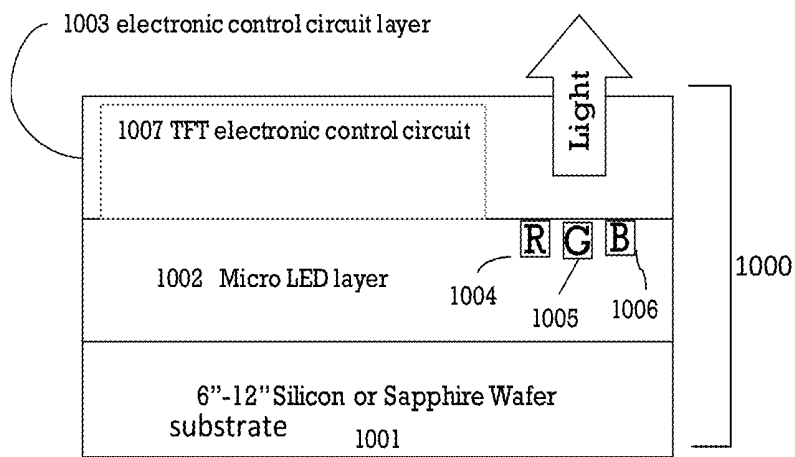 1003 electronic control circuit layer
Light
1007 TFT electronic control circuit
R G B
1002 Micro LED layer
1004
1005
1006
1000
6”-12” Silicon or Sapphire Wafer
substrate
1001